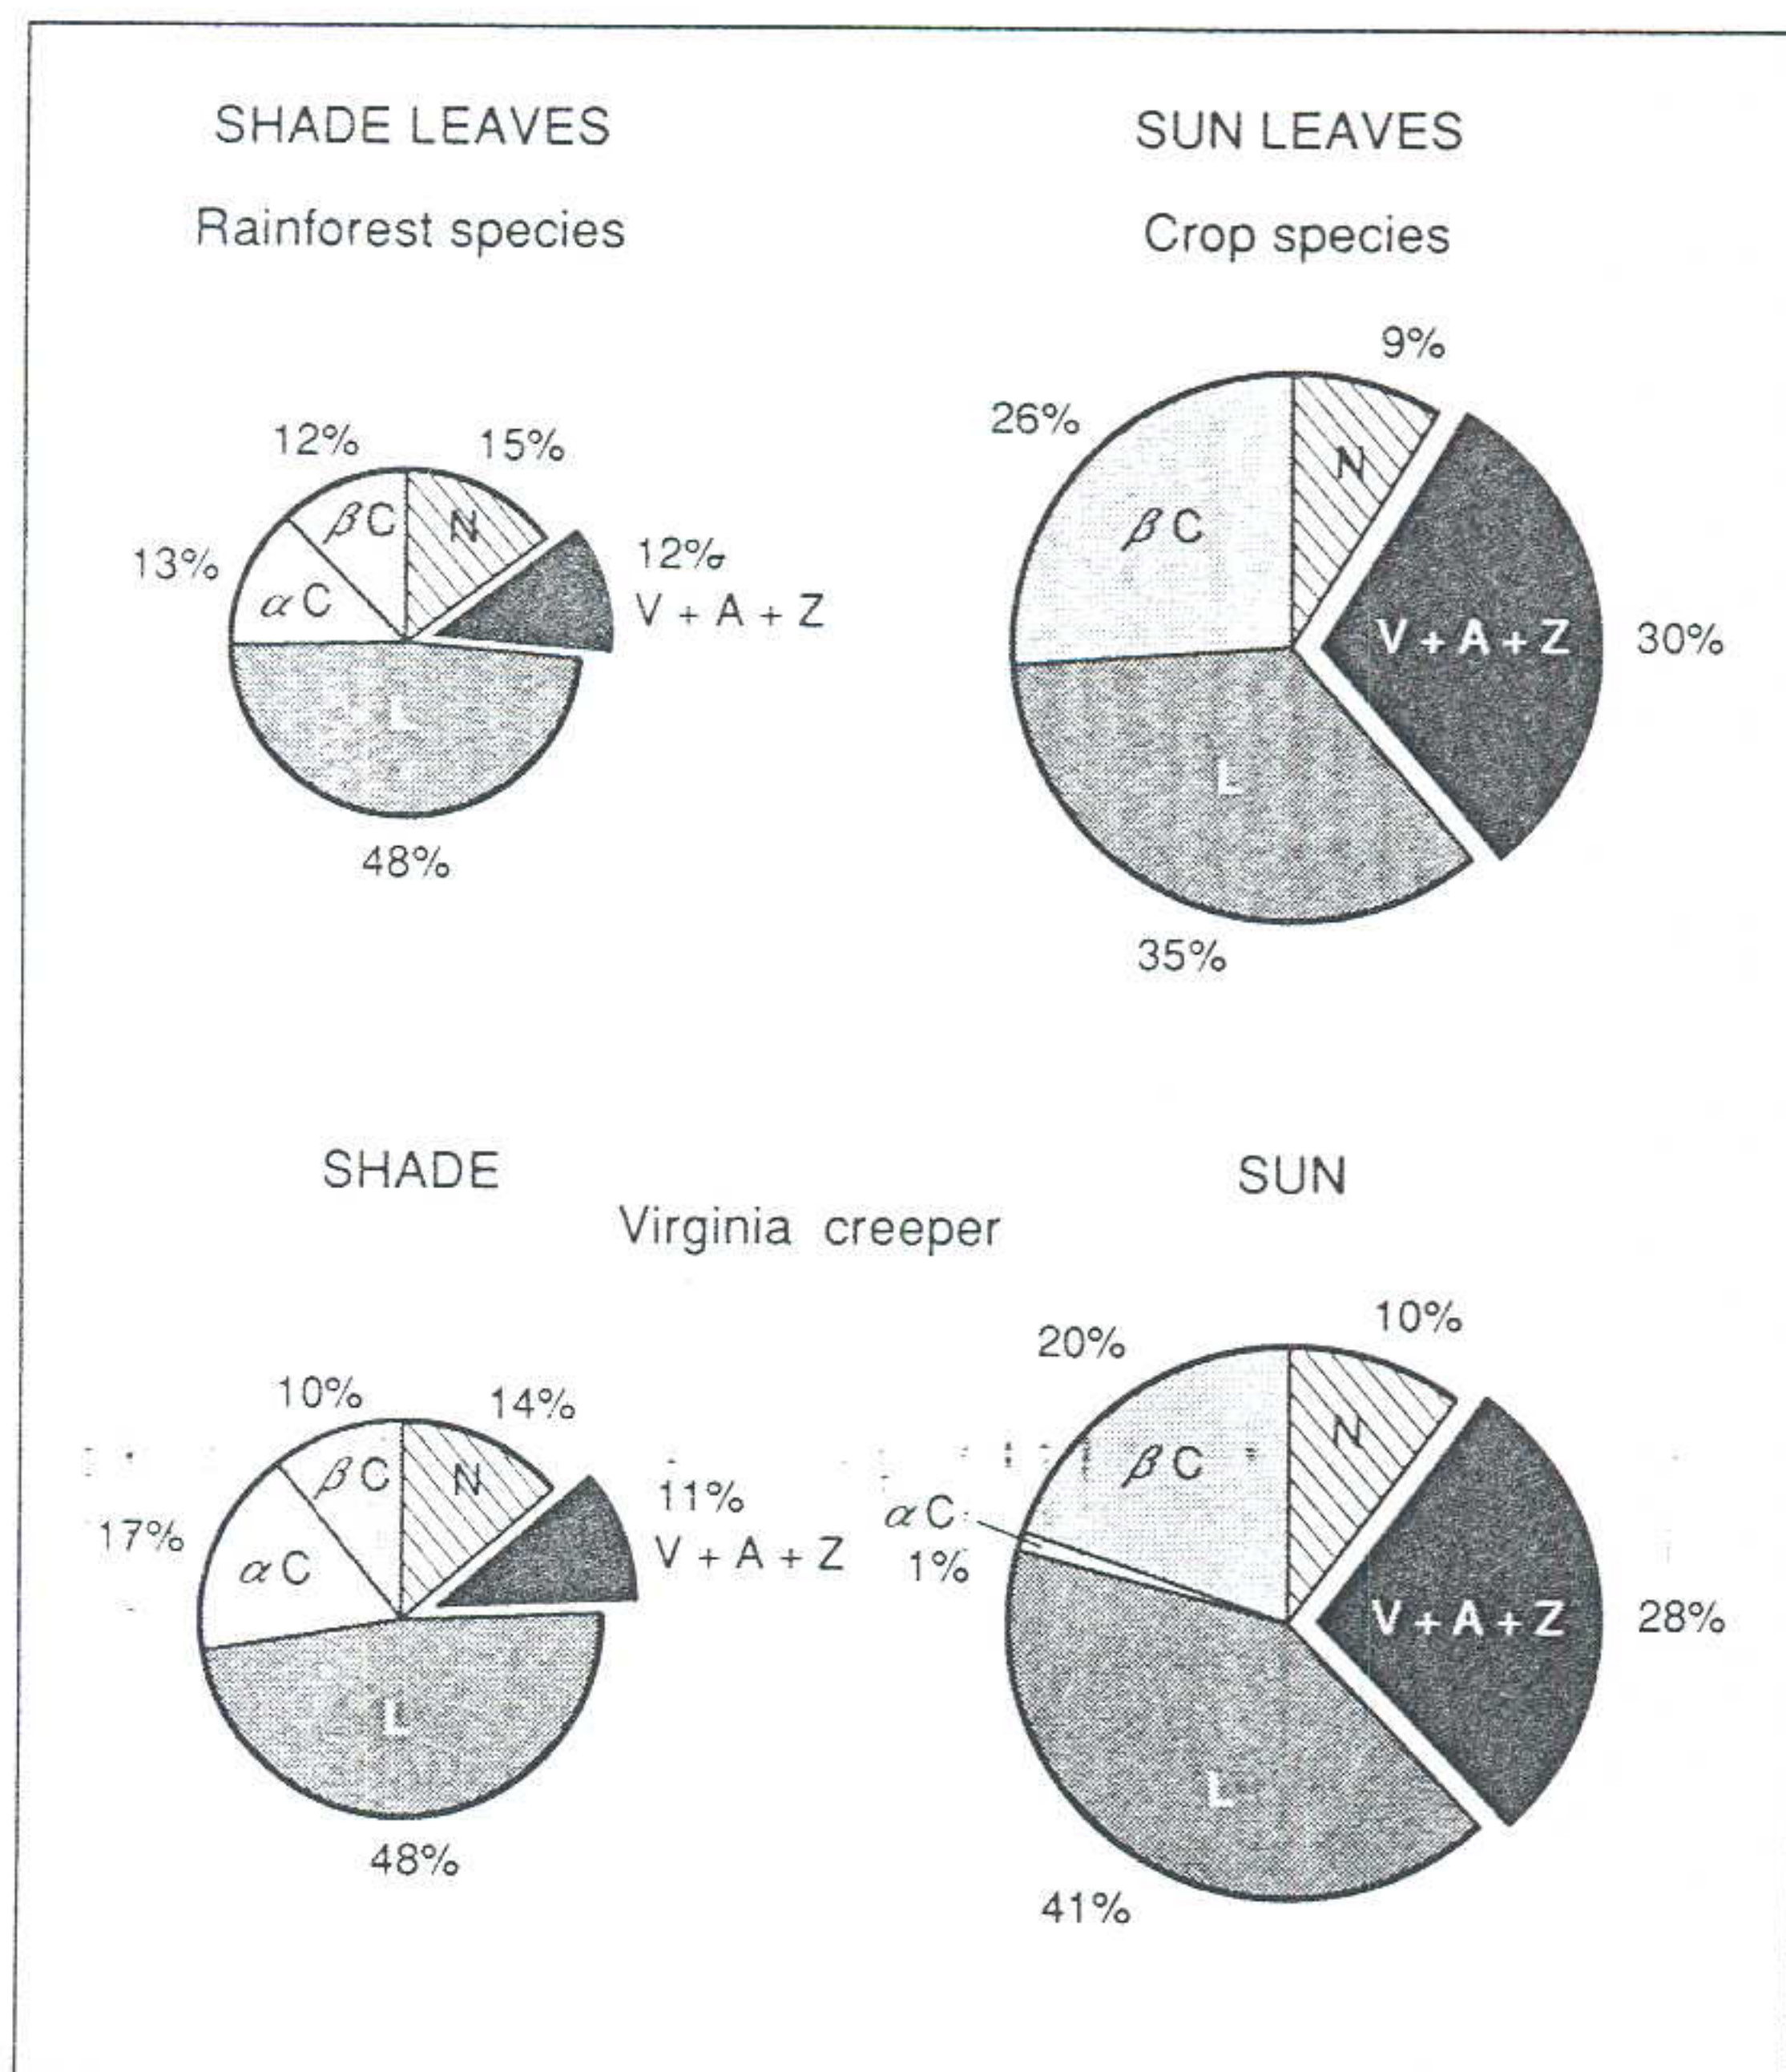 SHADE LEAVES
Rainforest species
12%
15%
13%
βC
N
αC
12%
V + A + Z
L
48%
SUN LEAVES
Crop species
9%
26%
N
βC
V + A + Z
30%
L
35%
SHADE
SUN
Virginia creeper
10%
14%
17%
βC
N
αC
11%
V + A + Z
L
48%
20%
10%
N
βC
αC
1%
V + A + Z
28%
L
41%